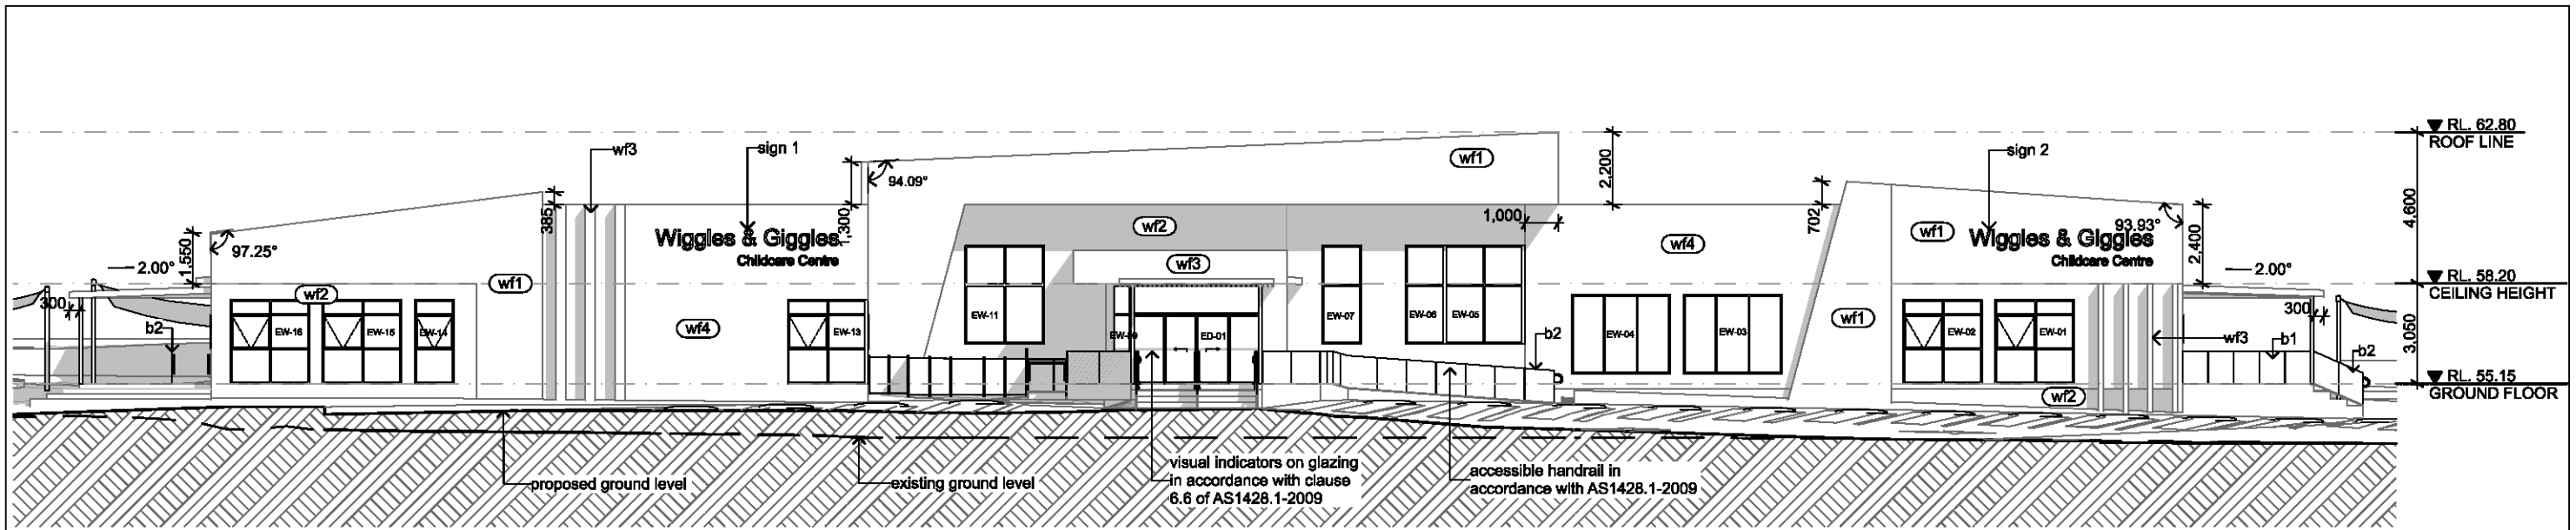 RL. 62.80
ROOF LINE
wf3
sign 1
wf1
sign 2
2,200
94.09°
4,600
385
1,300
1,000
702
93.93°
wf2
wf1
Wiggles & Giggles
Childcare Centre
wf4
Wiggles & Giggles
Childcare Centre
2,400
1,550
97.25°
2.00°
wf3
2.00°
RL. 58.20
CEILING HEIGHT
wf1
wf2
300
300
EW-16
EW-15
EW-14
wf4
EW-13
EW-11
EW-09
ED-01
EW-07
EW-06
EW-05
EW-04
EW-03
wf1
EW-02
EW-01
wf3
b1
b2
b2
b2
3,050
RL. 55.15
GROUND FLOOR
wf2
proposed ground level
existing ground level
visual indicators on glazing
in accordance with clause
6.6 of AS1428.1-2009
accessible handrail in
accordance with AS1428.1-2009